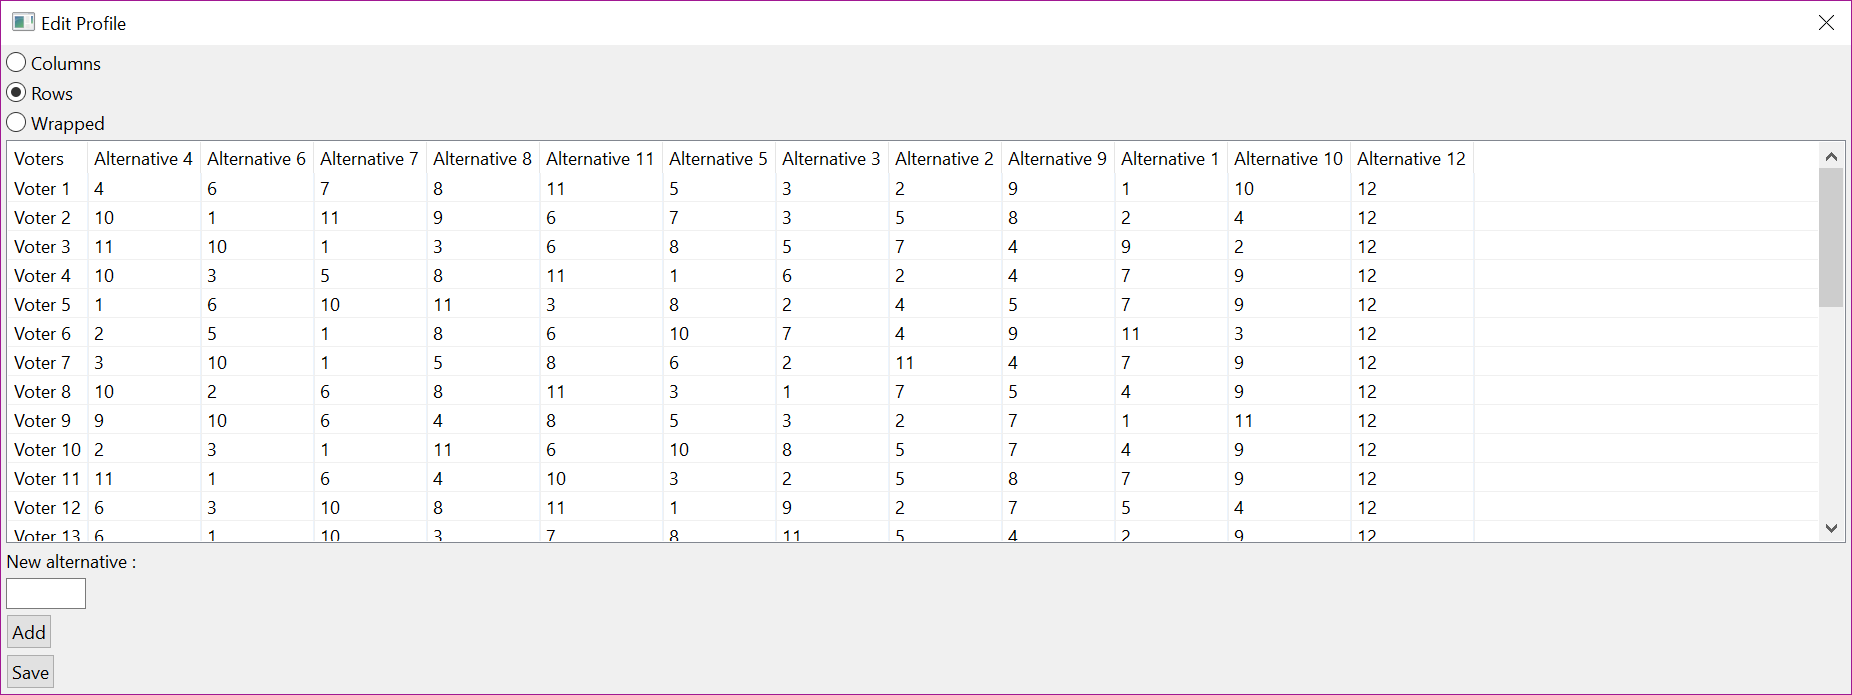 Edit Profile
Columns
Rows
Wrapped
Voters Alternative 4 Alternative 6 Alternative 7 Alternative 8 Alternative 11 Alternative 5 Alternative 3 Alternative 2 Alternative 9 Alternative 1 Alternative 10 Alternative 12
Voter 1 4 6 7 8 11 5 3 2 9 1 10 12
Voter 2 10 1 11 9 6 7 3 5 8 2 4 12
Voter 3 11 10 1 3 6 8 5 7 4 9 2 12
Voter 4 10 3 5 8 11 1 6 2 4 7 9 12
Voter 5 1 6 10 11 3 8 2 4 5 7 9 12
Voter 6 2 5 1 8 6 10 7 4 9 11 3 12
Voter 7 3 10 1 5 8 6 2 11 4 7 9 12
Voter 8 10 2 6 8 11 3 1 7 5 4 9 12
Voter 9 9 10 6 4 8 5 3 2 7 1 11 12
Voter 10 2 3 1 11 6 10 8 5 7 4 9 12
Voter 11 11 1 6 4 10 3 2 5 8 7 9 12
Voter 12 6 3 10 8 11 1 9 2 7 5 4 12
Voter 13 6 1 10 3 7 8 11 5 4 2 9 12
New alternative :
Add
Save